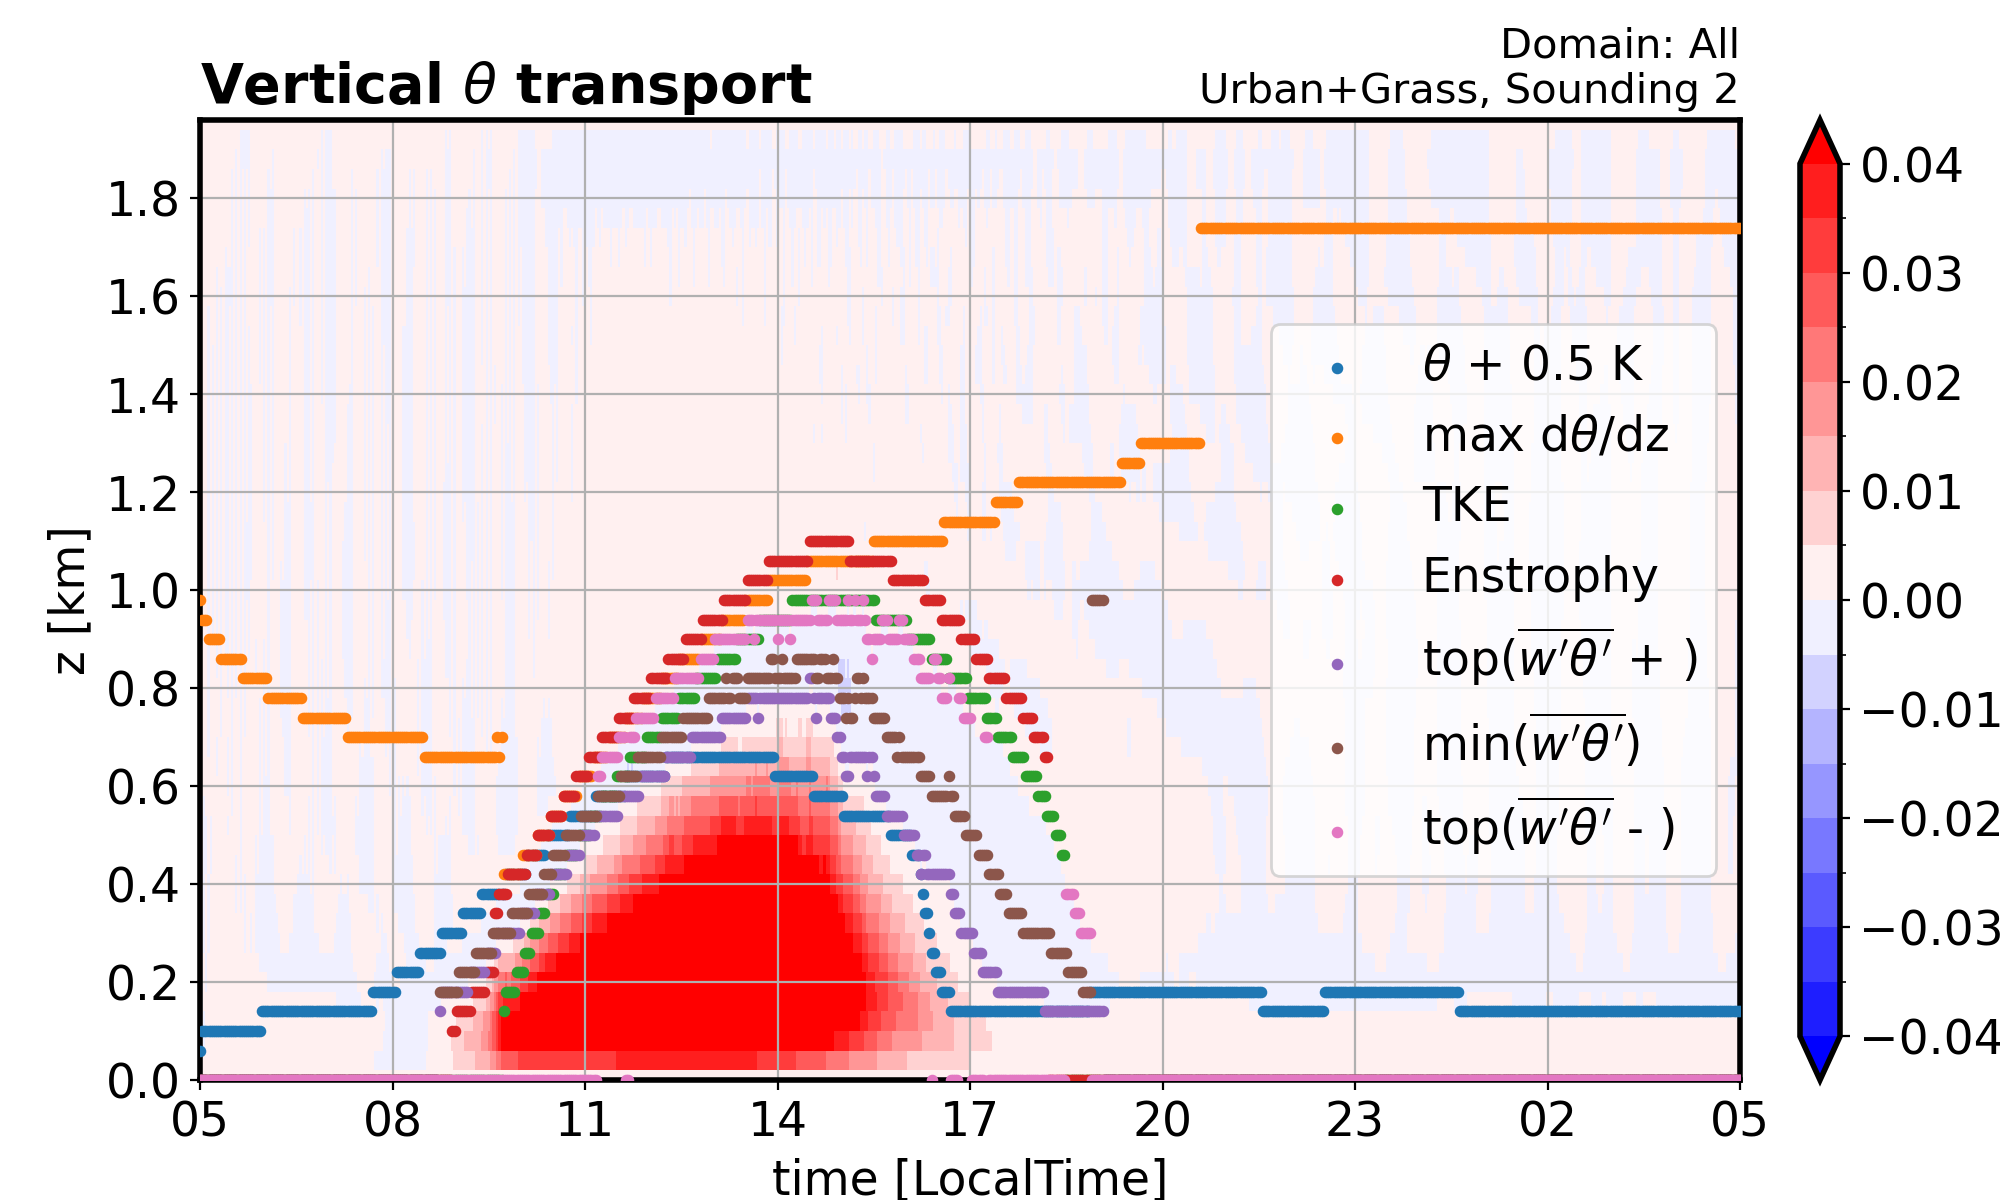 Domain: All
Vertical θ transport
Urban+Grass, Sounding 2
0.04
0.03
0.02
0.01
0.00
−0.01
−0.02
−0.03
−0.04
z [km]
1.8
1.6
1.4
1.2
1.0
0.8
0.6
0.4
0.2
0.0
θ + 0.5 K
max dθ/dz
TKE
Enstrophy
top(w′θ′ + )
min(w′θ′)
top(w′θ′ - )
05 08 11 14 17 20 23 02 05
time [LocalTime]